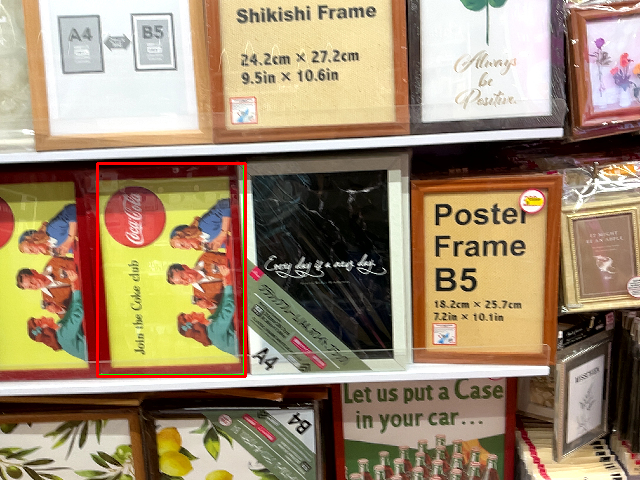 A4
B5
Shikishi Frame
24.2cm × 27.2cm
9.5in × 10.6in
Always
be
Positive.
Coca-Cola
Join the Coke club
Every day is a new day.
A4
Poster
Frame
B5
18.2cm × 25.7cm
7.2in × 10.1in
B4
Let us put a Case
in your car...